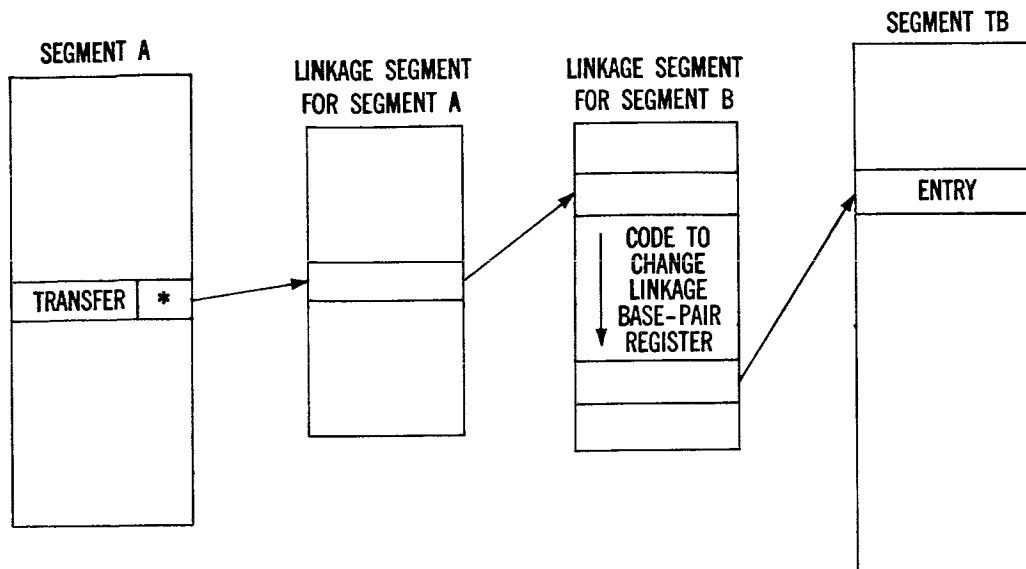 SEGMENT A
LINKAGE SEGMENT
FOR SEGMENT A
LINKAGE SEGMENT
FOR SEGMENT B
SEGMENT TB
TRANSFER *
CODE TO
CHANGE
LINKAGE
BASE-PAIR
REGISTER
ENTRY